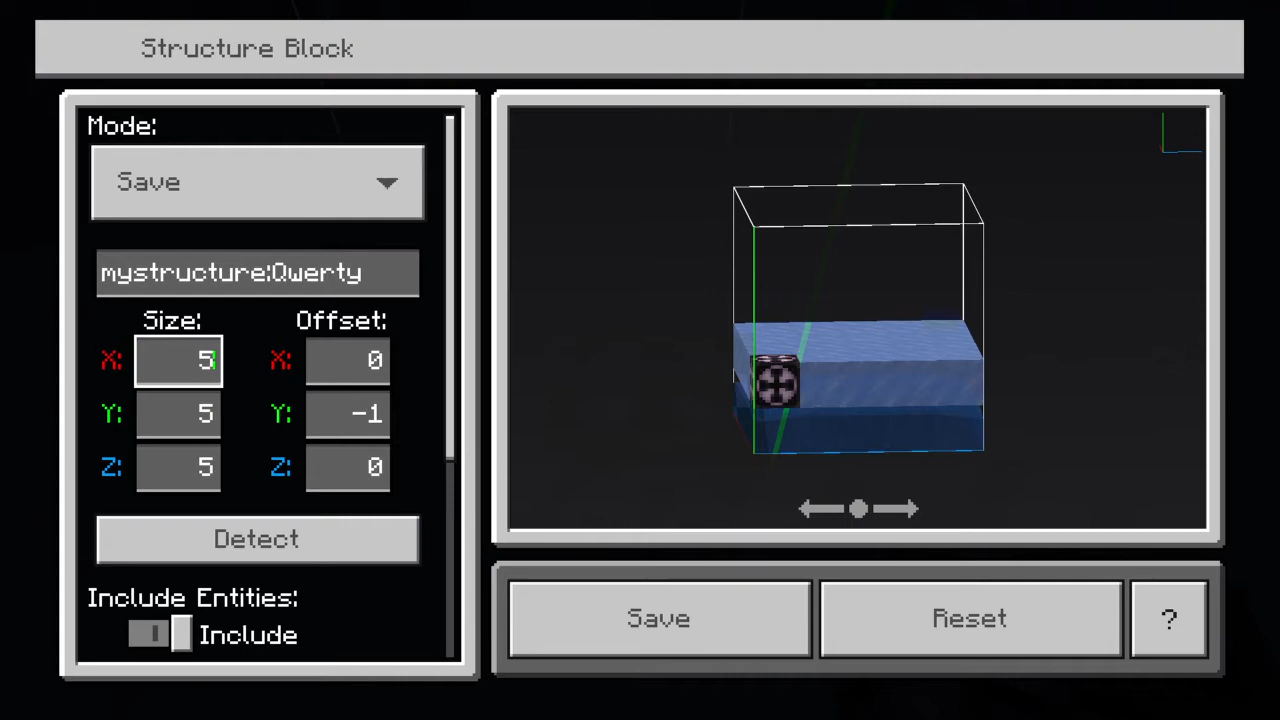 Structure Block
Mode:
Save
mystructure:Qwerty
Size: Offset:
X: 5 X: 0
Y: 5 Y: -1
Z: 5 Z: 0
Detect
Include Entities:
Include
Save Reset ?